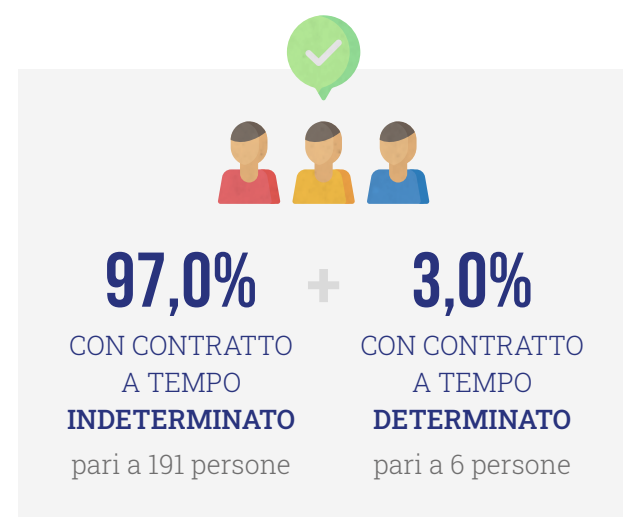 97,0%
CON CONTRATTO
A TEMPO
INDETERMINATO
pari a 191 persone
+
3,0%
CON CONTRATTO
A TEMPO
DETERMINATO
pari a 6 persone